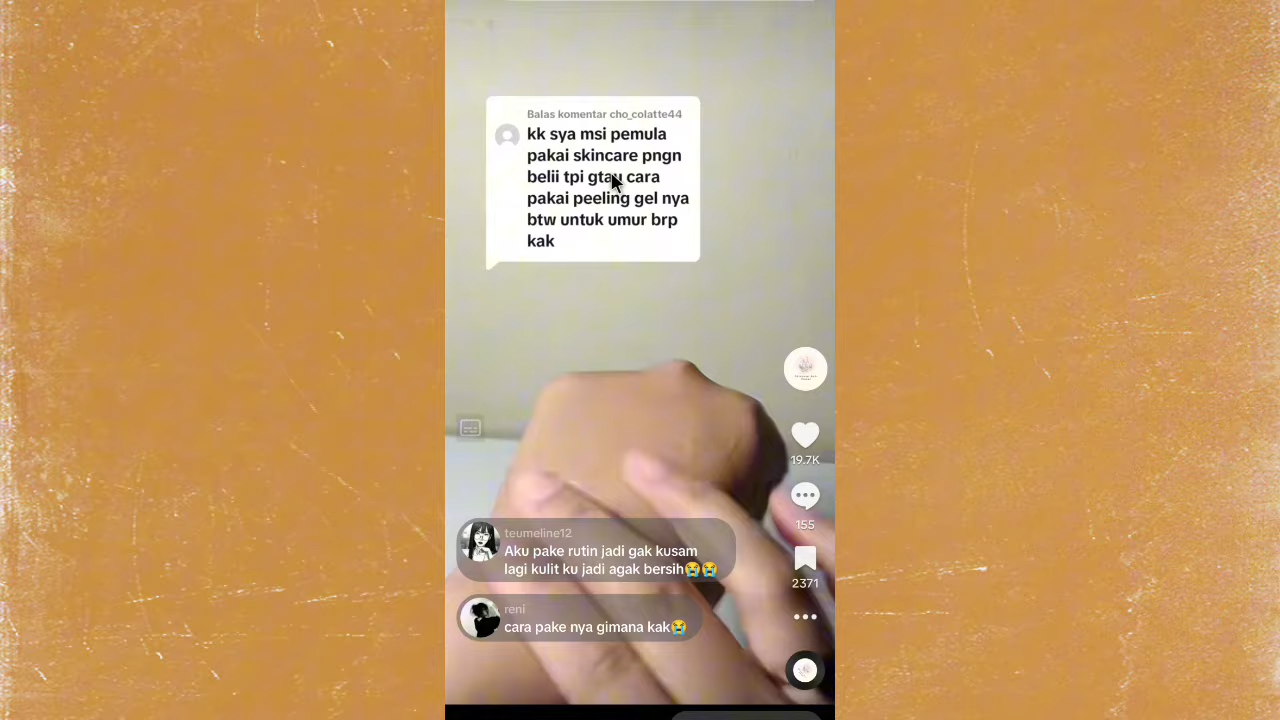 Balas komentar cho_colatte44
kk sya msi pemula
pakai skincare pngn
belii tpi gtau cara
pakai peeling gel nya
btw untuk umur brp
kak
19.7K
155
2371
teumeline12
Aku pake rutin jadi gak kusam
lagi kulit ku jadi agak bersih😭😭
reni
cara pake nya gimana kak😭